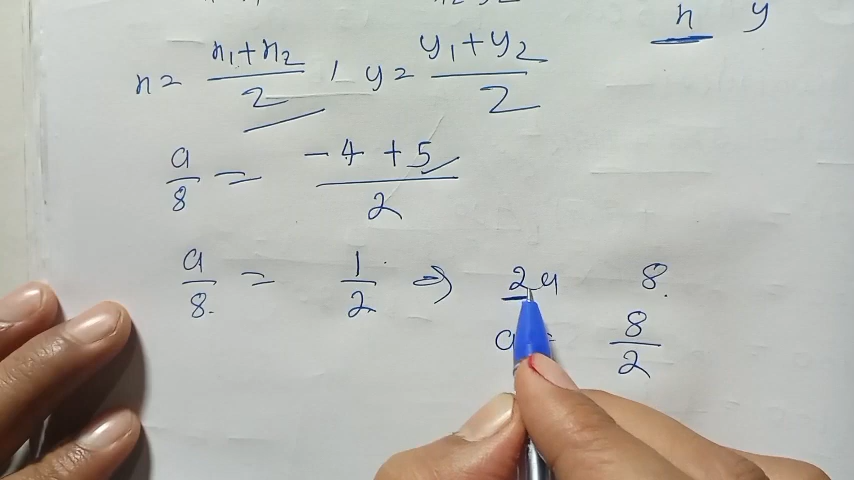 x y
x = x1+x2/2 , y = y1+y2/2
a/8 = -4 +5/2
a/8. = 1/2 ⇒ 2a 8.
a = 8/2